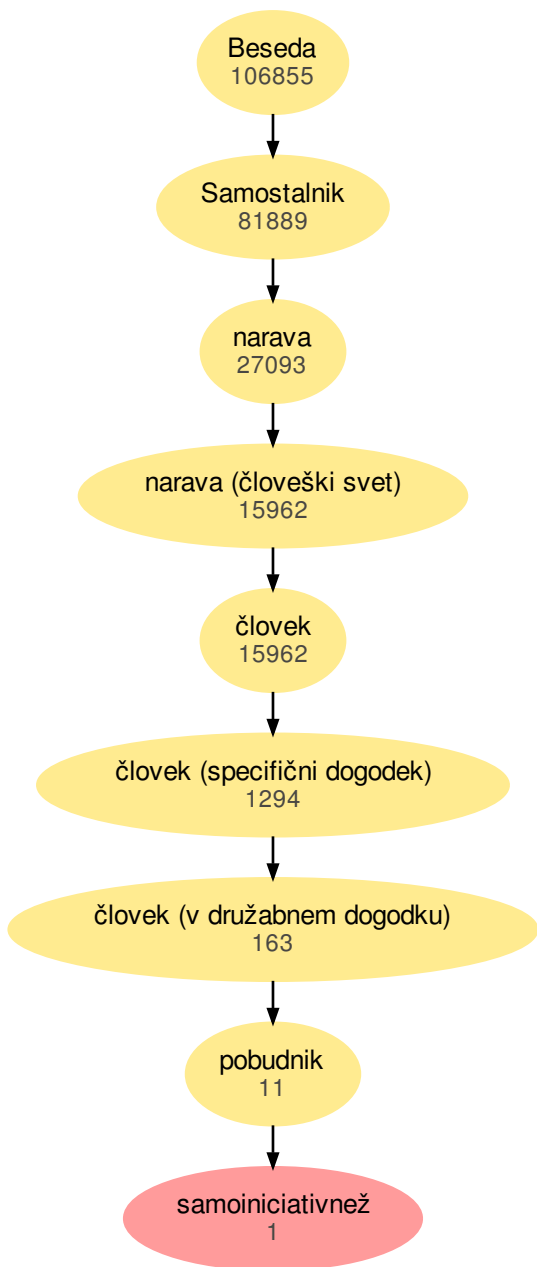 Beseda
106855
Samostalnik
81889
narava
27093
narava (človeški svet)
15962
človek
15962
človek (specifični dogodek)
1294
človek (v družabnem dogodku)
163
pobudnik
11
samoiniciativnež
1